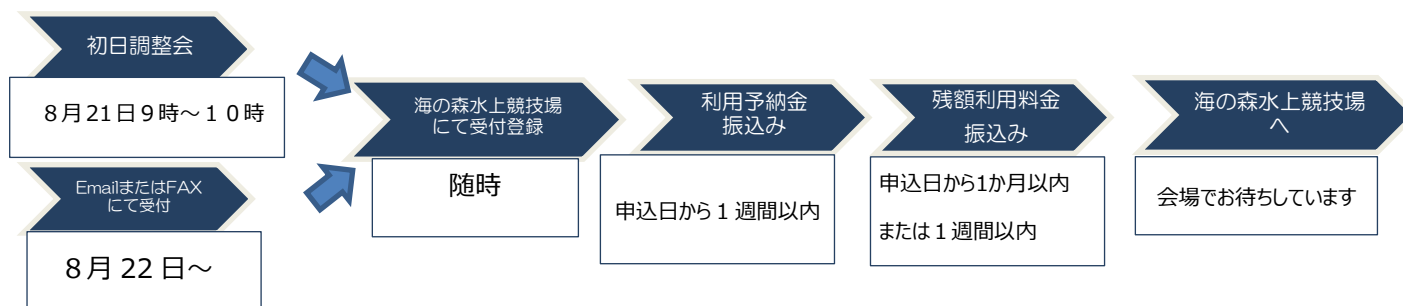 初日調整会
８月21日９時～１０時
EmailまたはFAX
にて受付
８月 22 日～
海の森水上競技場
にて受付登録
随時
利用予納金
振込み
申込日から１週間以内
残額利用料金
振込み
申込日から1か月以内
または１週間以内
海の森水上競技場
へ
会場でお待ちしています